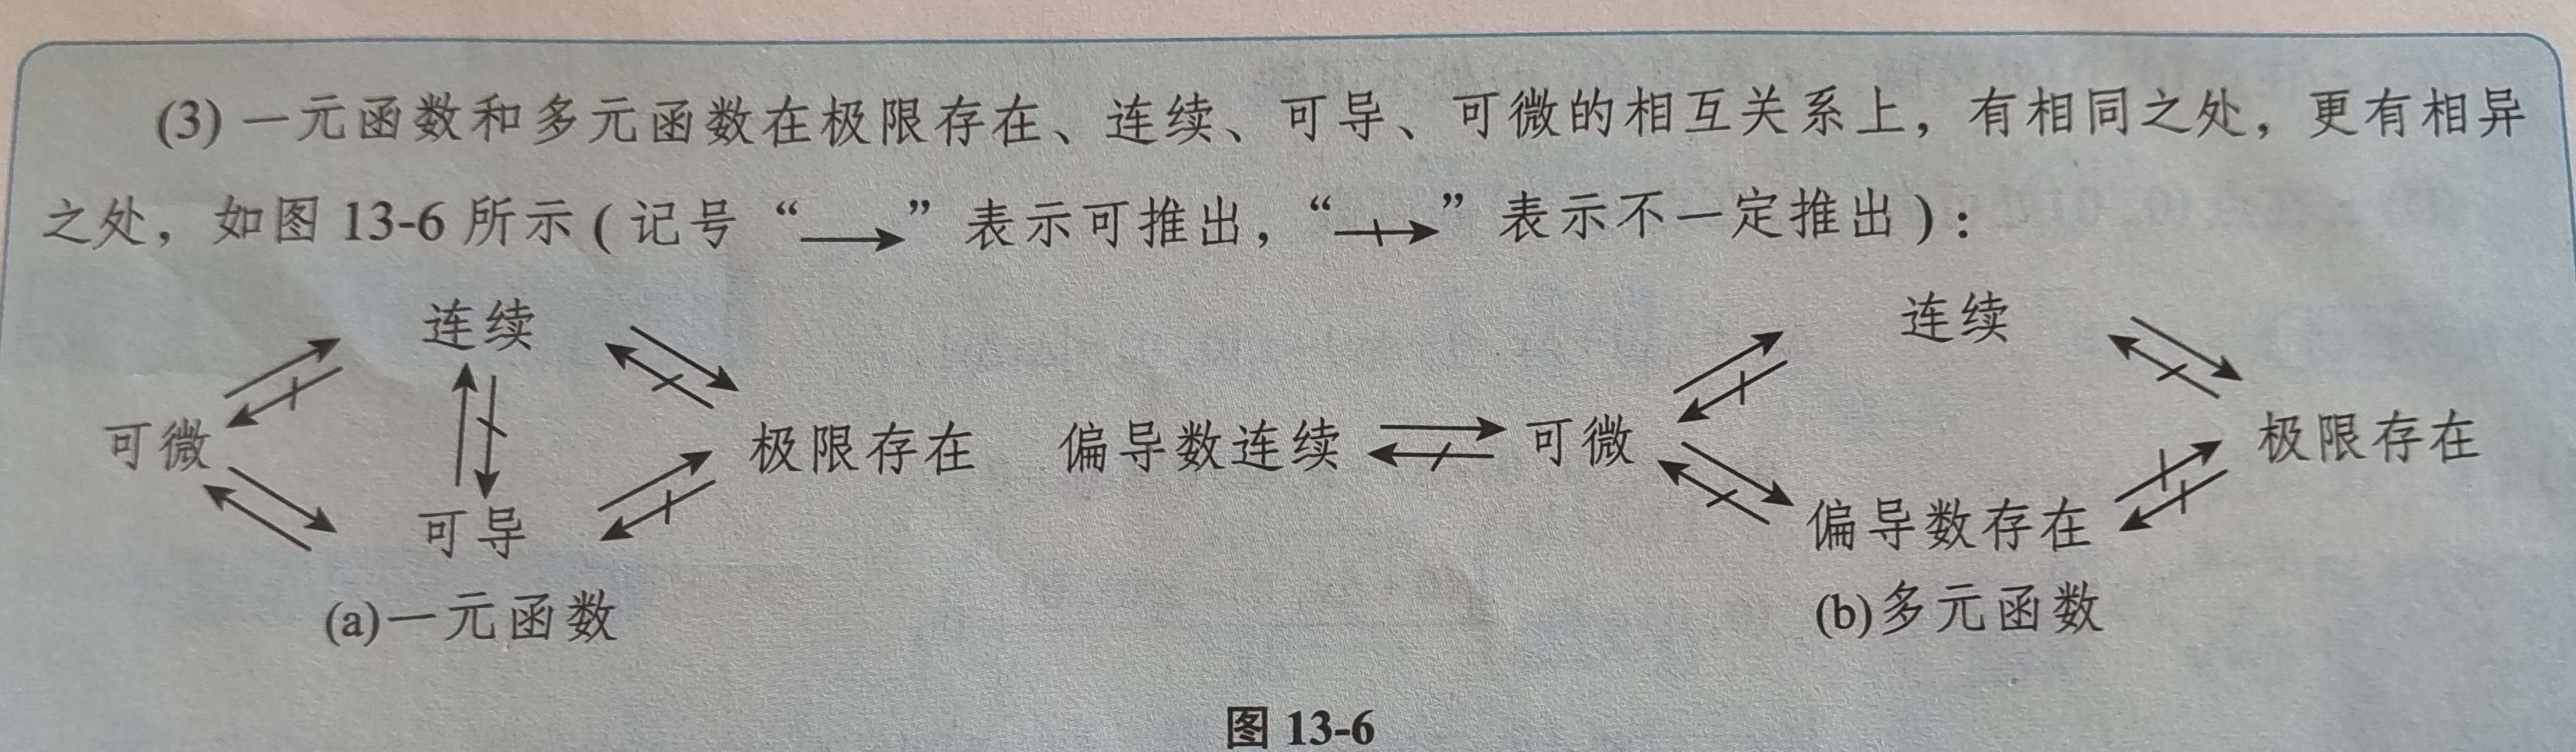 (3) 一元函数和多元函数在极限存在、连续、可导、可微的相互关系上，有相同之处，更有相异
之处，如图 13-6 所示 ( 记号 “⟶” 表示可推出，“⇸” 表示不一定推出 )：
连续
可微
极限存在
可导
(a)一元函数
连续
偏导数连续
可微
极限存在
偏导数存在
(b)多元函数
图 13-6